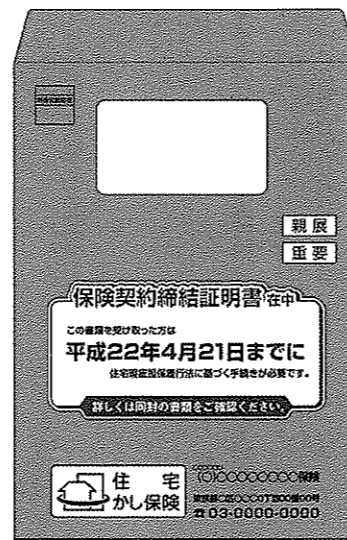 親展
重要
保険契約締結証明書在中
この書類を受け取った方は
平成22年4月21日までに
住宅瑕疵担保履行法に基づく手続きが必要です。
詳しくは同封の書類をご確認ください。
住宅
かし保険
(○)○○○○○○○○保険
☎03-0000-0000